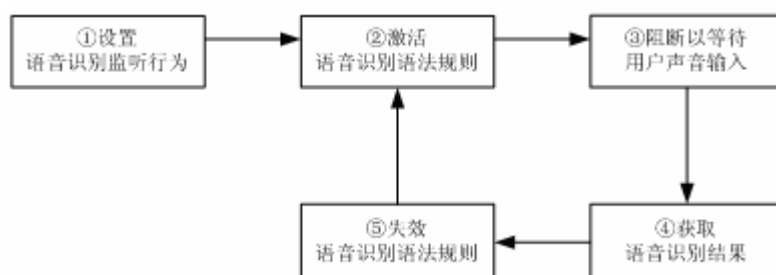 ①设置
语音识别监听行为
②激活
语音识别语法规则
③阻断以等待
用户声音输入
④获取
语音识别结果
⑤失效
语音识别语法规则